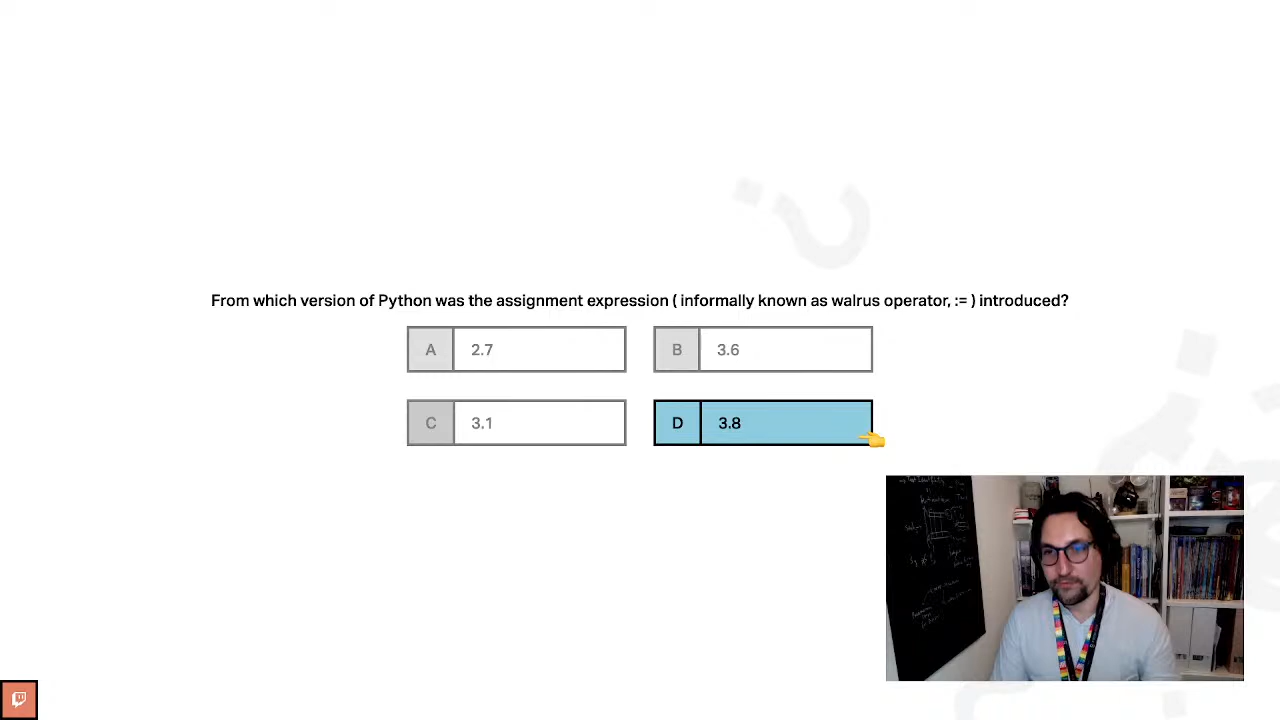 From which version of Python was the assignment expression ( informally known as walrus operator, := ) introduced?
A 2.7
B 3.6
C 3.1
D 3.8